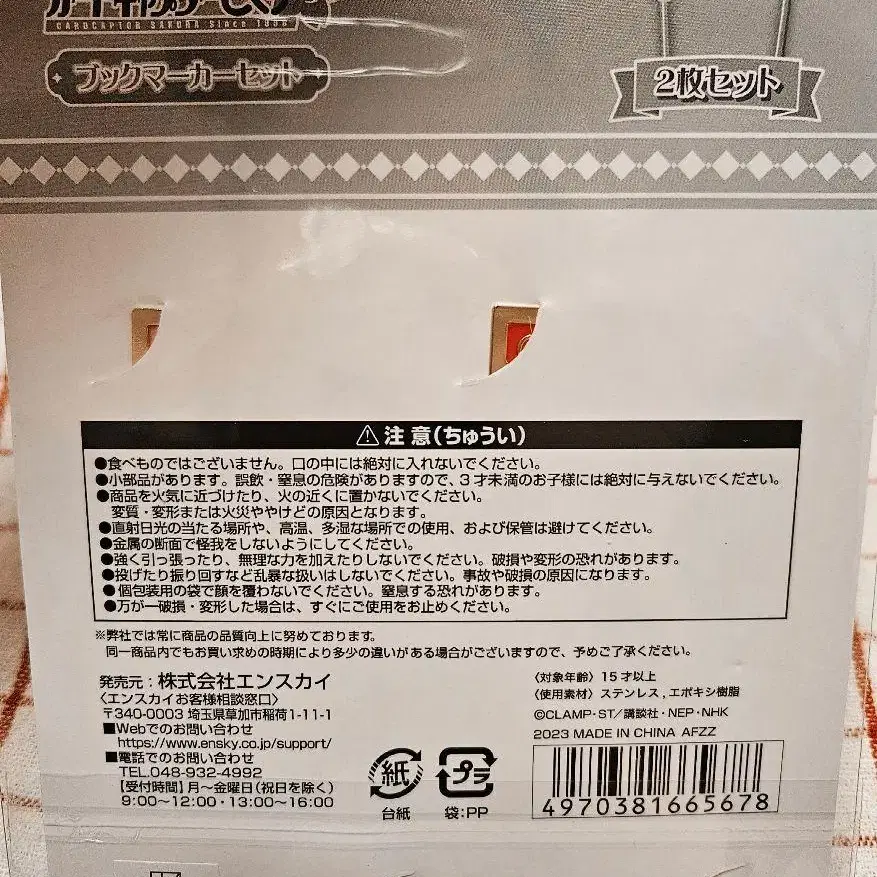 カードキャプターさくら
CARDCAPTOR SAKURA Since 1996
ブックマーカーセット
2枚セット
⚠注意(ちゅうい)
●食べものではございません。口の中には絶対に入れないでください。
●小部品があります。誤飲・窒息の危険がありますので、3才未満のお子様には絶対に与えないでください。
●商品を火気に近づけたり、火の近くに置かないでください。
変質・変形または火災ややけどの原因となります。
●直射日光の当たる場所や、高温、多湿な場所での使用、および保管は避けてください。
●金属の断面で怪我をしないようにしてください。
●強く引っ張ったり、無理な力を加えたりしないでください。破損や変形の恐れがあります。
●投げたり振り回すなど乱暴な扱いはしないでください。事故や破損の原因になります。
●個包装用の袋で顔を覆わないでください。窒息する恐れがあります。
●万が一破損・変形した場合は、すぐにご使用をお止めください。
※弊社では常に商品の品質向上に努めております。
同一商品内でもお買い求めの時期により多少の違いがある場合がございますので、予めご了承ください。
発売元:株式会社エンスカイ
〈エンスカイお客様相談窓口〉
〒340-0003 埼玉県草加市稲荷1-11-1
■Webでのお問い合わせ
https://www.ensky.co.jp/support/
■電話でのお問い合わせ
TEL.048-932-4992
【受付時間】月~金曜日(祝日を除く)
9:00~12:00・13:00~16:00
紙
台紙
プラ
袋:PP
〈対象年齢〉15才以上
〈使用素材〉ステンレス,エポキシ樹脂
©CLAMP・ST/講談社・NEP・NHK
2023 MADE IN CHINA AFZZ
4970381665678